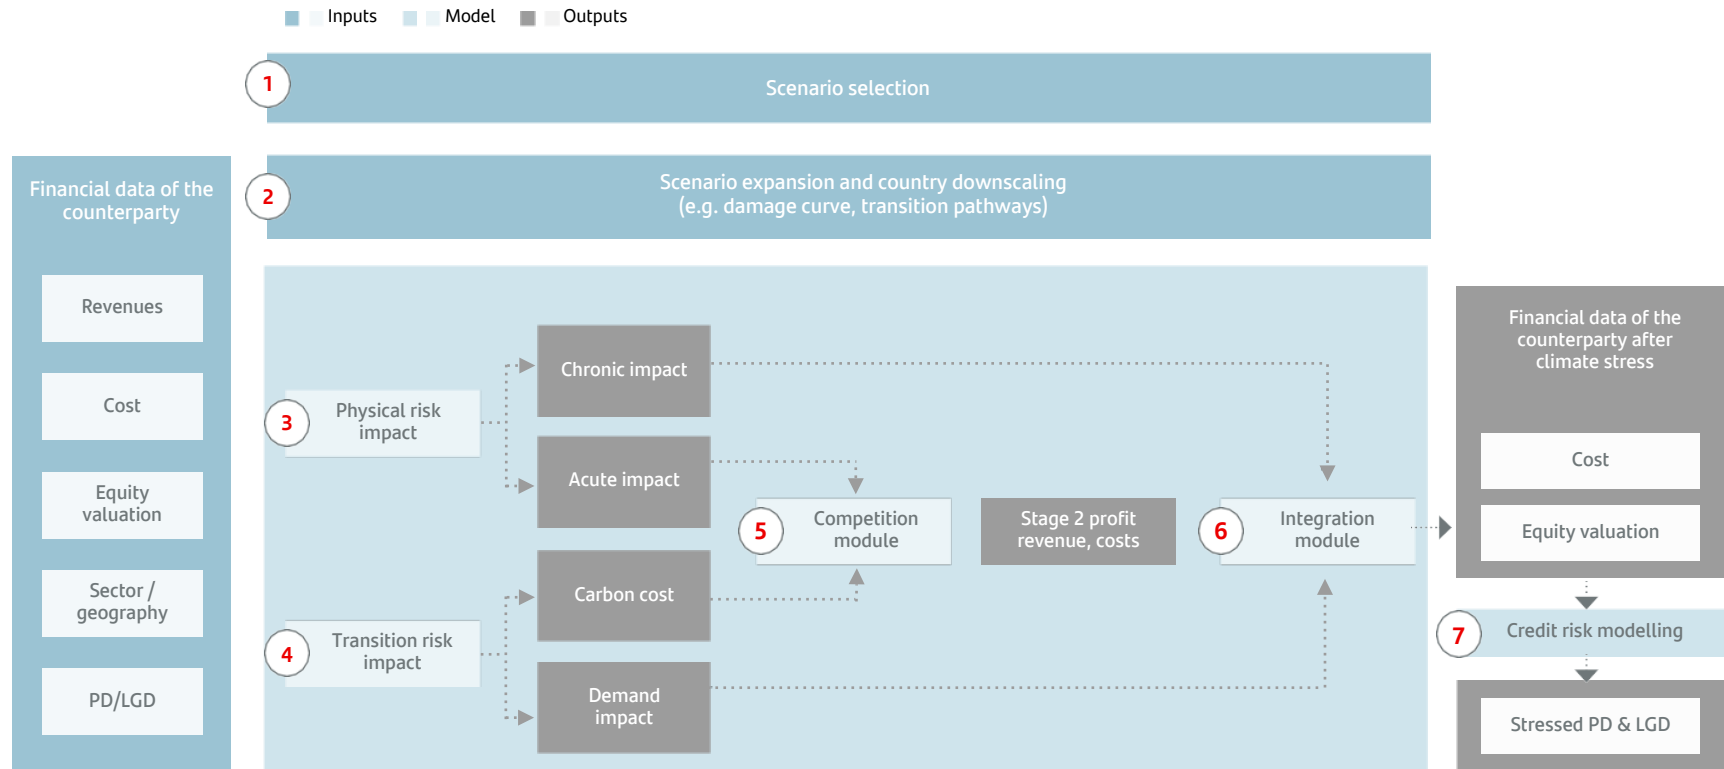 Inputs
Model
Outputs
1
Scenario selection
2
Scenario expansion and country downscaling
(e.g. damage curve, transition pathways)
Financial data of the
counterparty
Revenues
Cost
Equity
valuation
Sector /
geography
PD/LGD
3
Physical risk
impact
4
Transition risk
impact
Chronic impact
Acute impact
Carbon cost
Demand
impact
5
Competition
module
Stage 2 profit
revenue, costs
6
Integration
module
Financial data of the
counterparty after
climate stress
Cost
Equity valuation
7
Credit risk modelling
Stressed PD & LGD